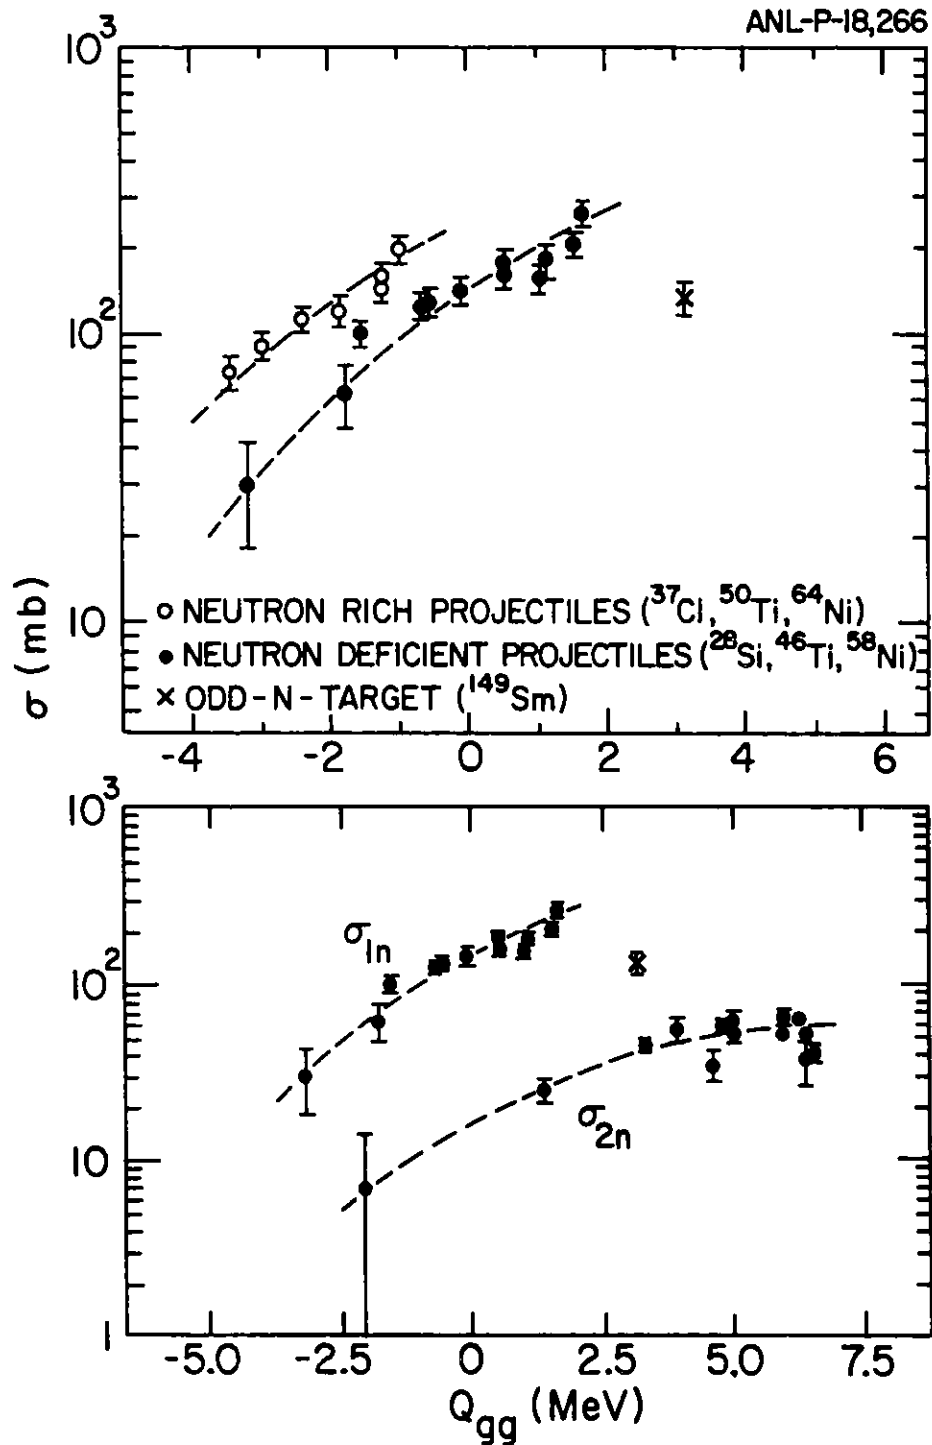 ANL-P-18,266
10³
10²
10
σ (mb)
○ NEUTRON RICH PROJECTILES (³⁷Cl, ⁵⁰Ti, ⁶⁴Ni)
● NEUTRON DEFICIENT PROJECTILES (²⁸Si, ⁴⁶Ti, ⁵⁸Ni)
× ODD-N-TARGET (¹⁴⁹Sm)
-4 -2 0 2 4 6
10³
σ₁ₙ
10²
σ₂ₙ
10
1
-5.0 -2.5 0 2.5 5.0 7.5
Qgg (MeV)